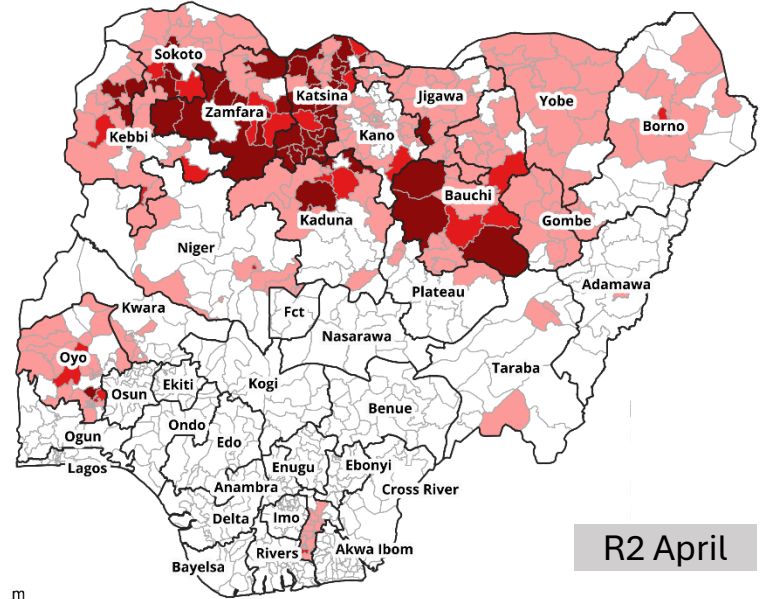 Sokoto
Katsina
Jigawa
Yobe
Zamfara
Borno
Kebbi
Kano
Bauchi
Kaduna
Gombe
Niger
Adamawa
Plateau
Kwara
Fct
Nasarawa
Oyo
Taraba
Ekiti
Kogi
Osun
Benue
Ondo
Ogun
Edo
Lagos
Enugu
Ebonyi
Anambra
Cross River
Delta
Imo
Rivers
Akwa Ibom
R2 April
Bayelsa
m